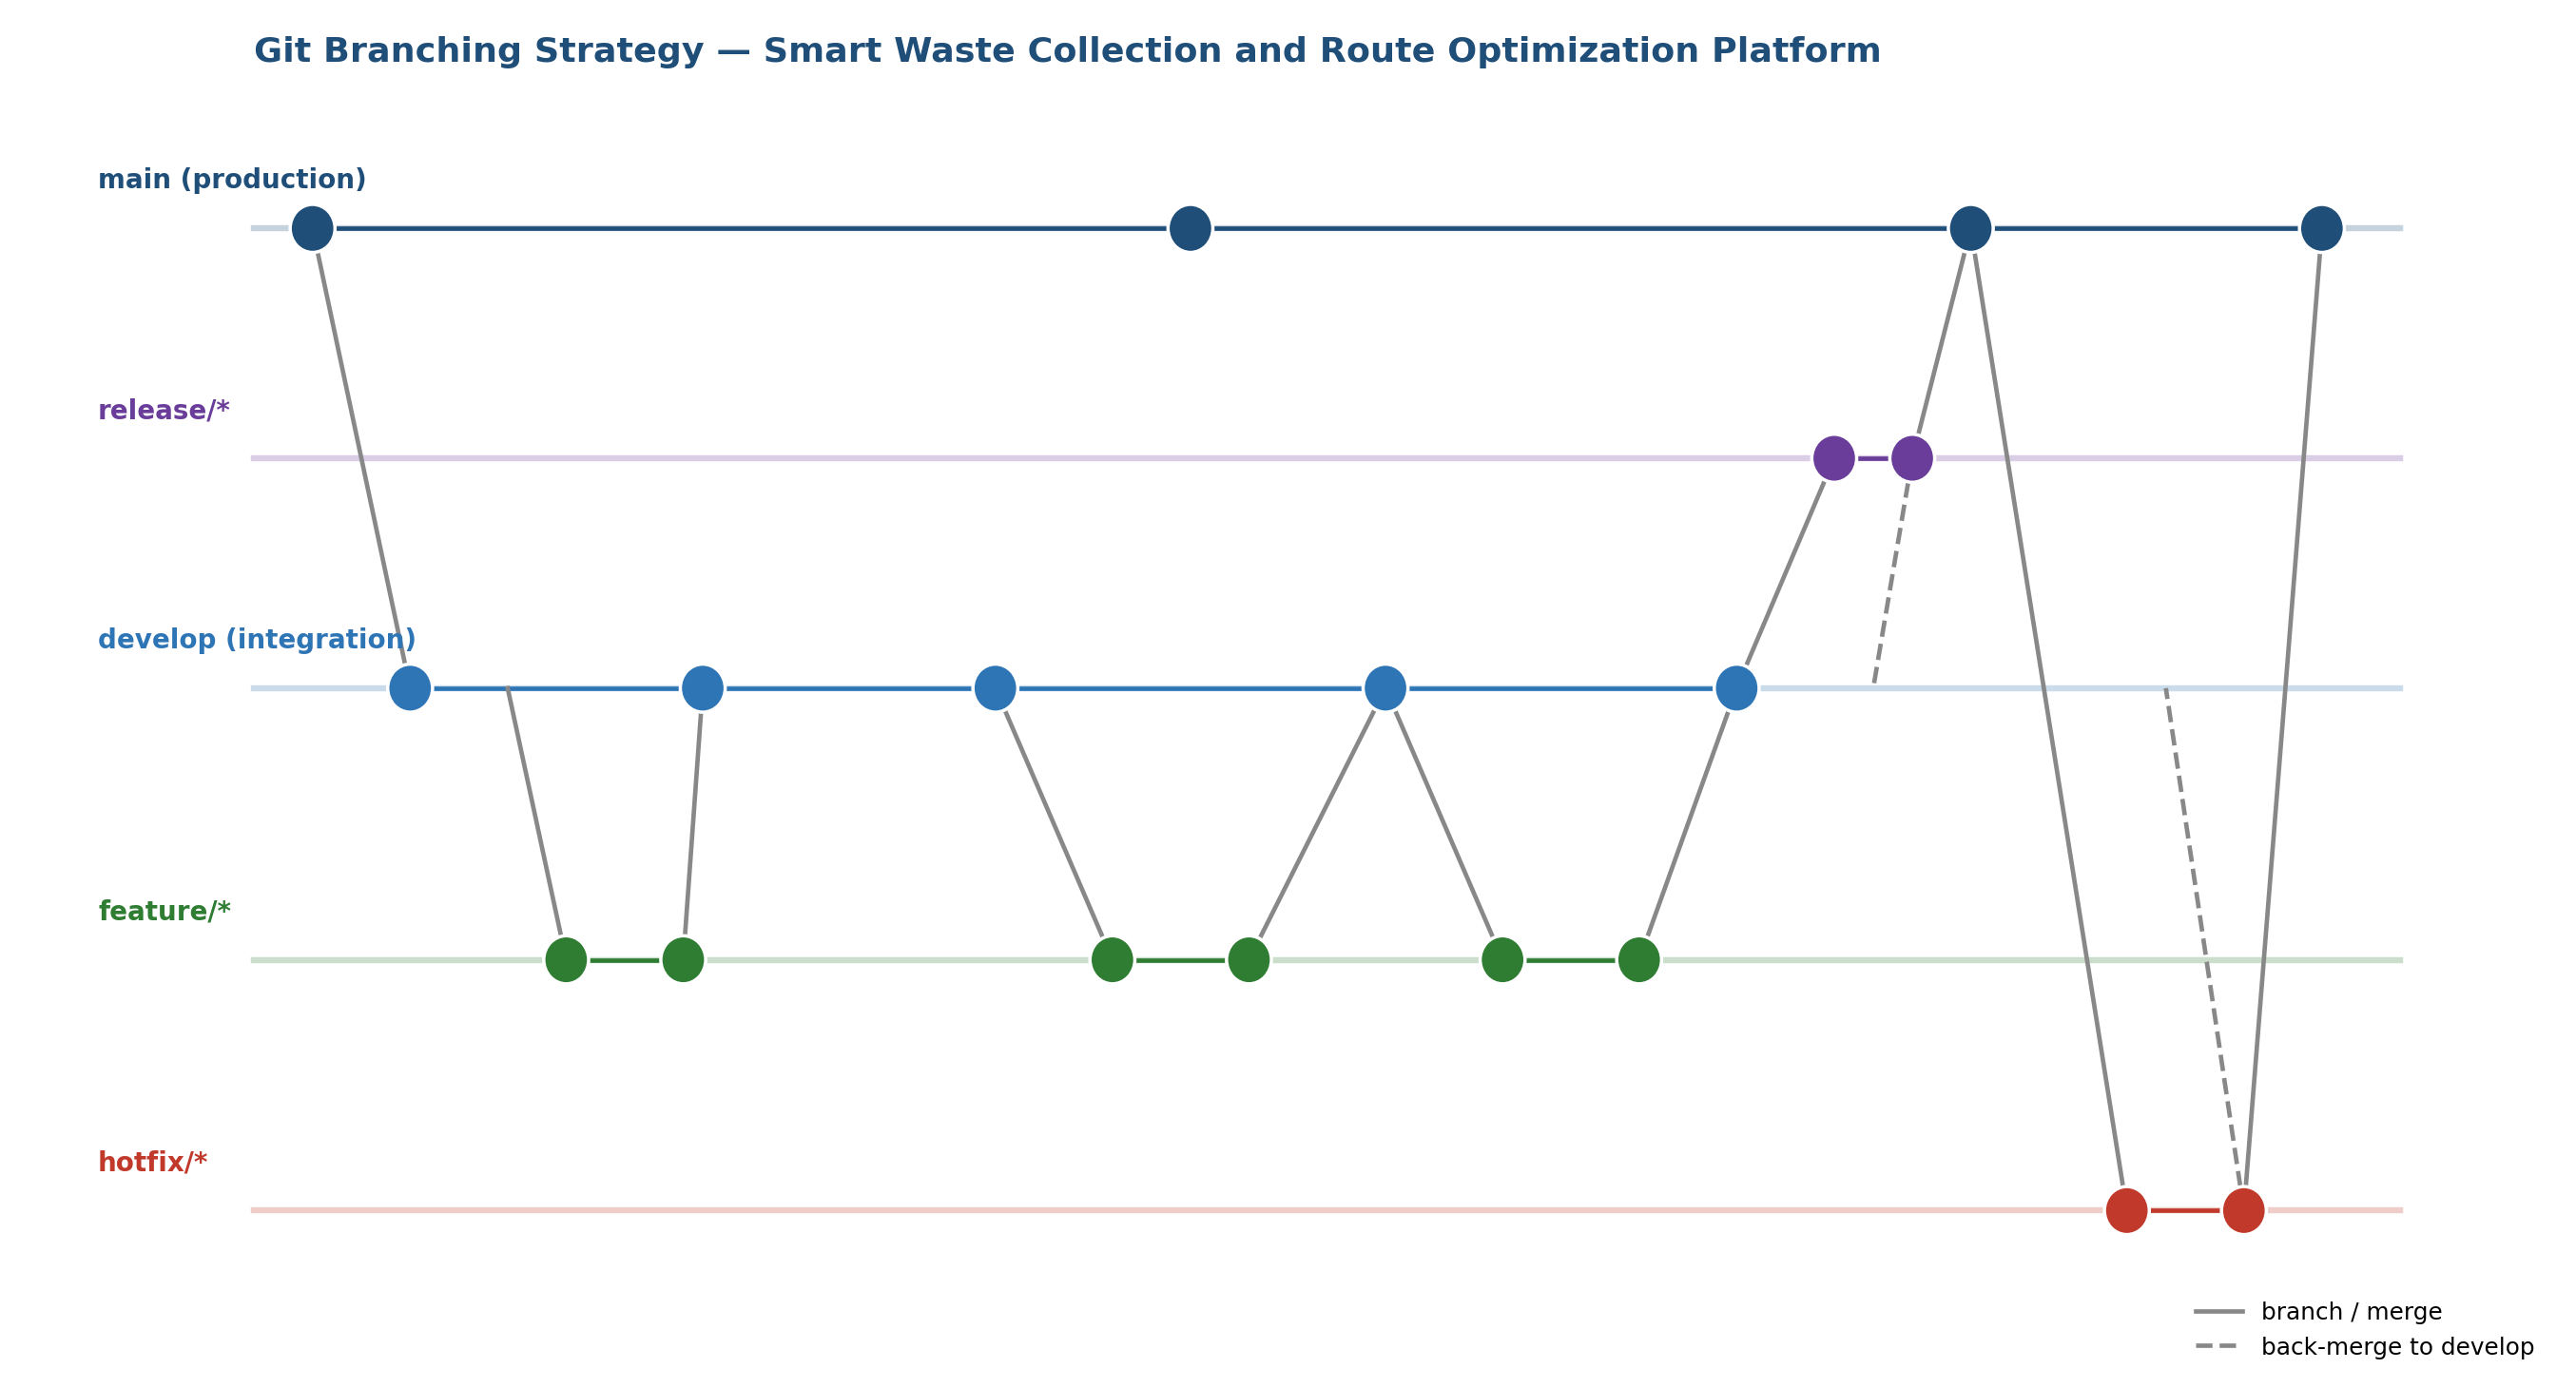 Git Branching Strategy — Smart Waste Collection and Route Optimization Platform
main (production)
release/*
develop (integration)
feature/*
hotfix/*
branch / merge
back-merge to develop